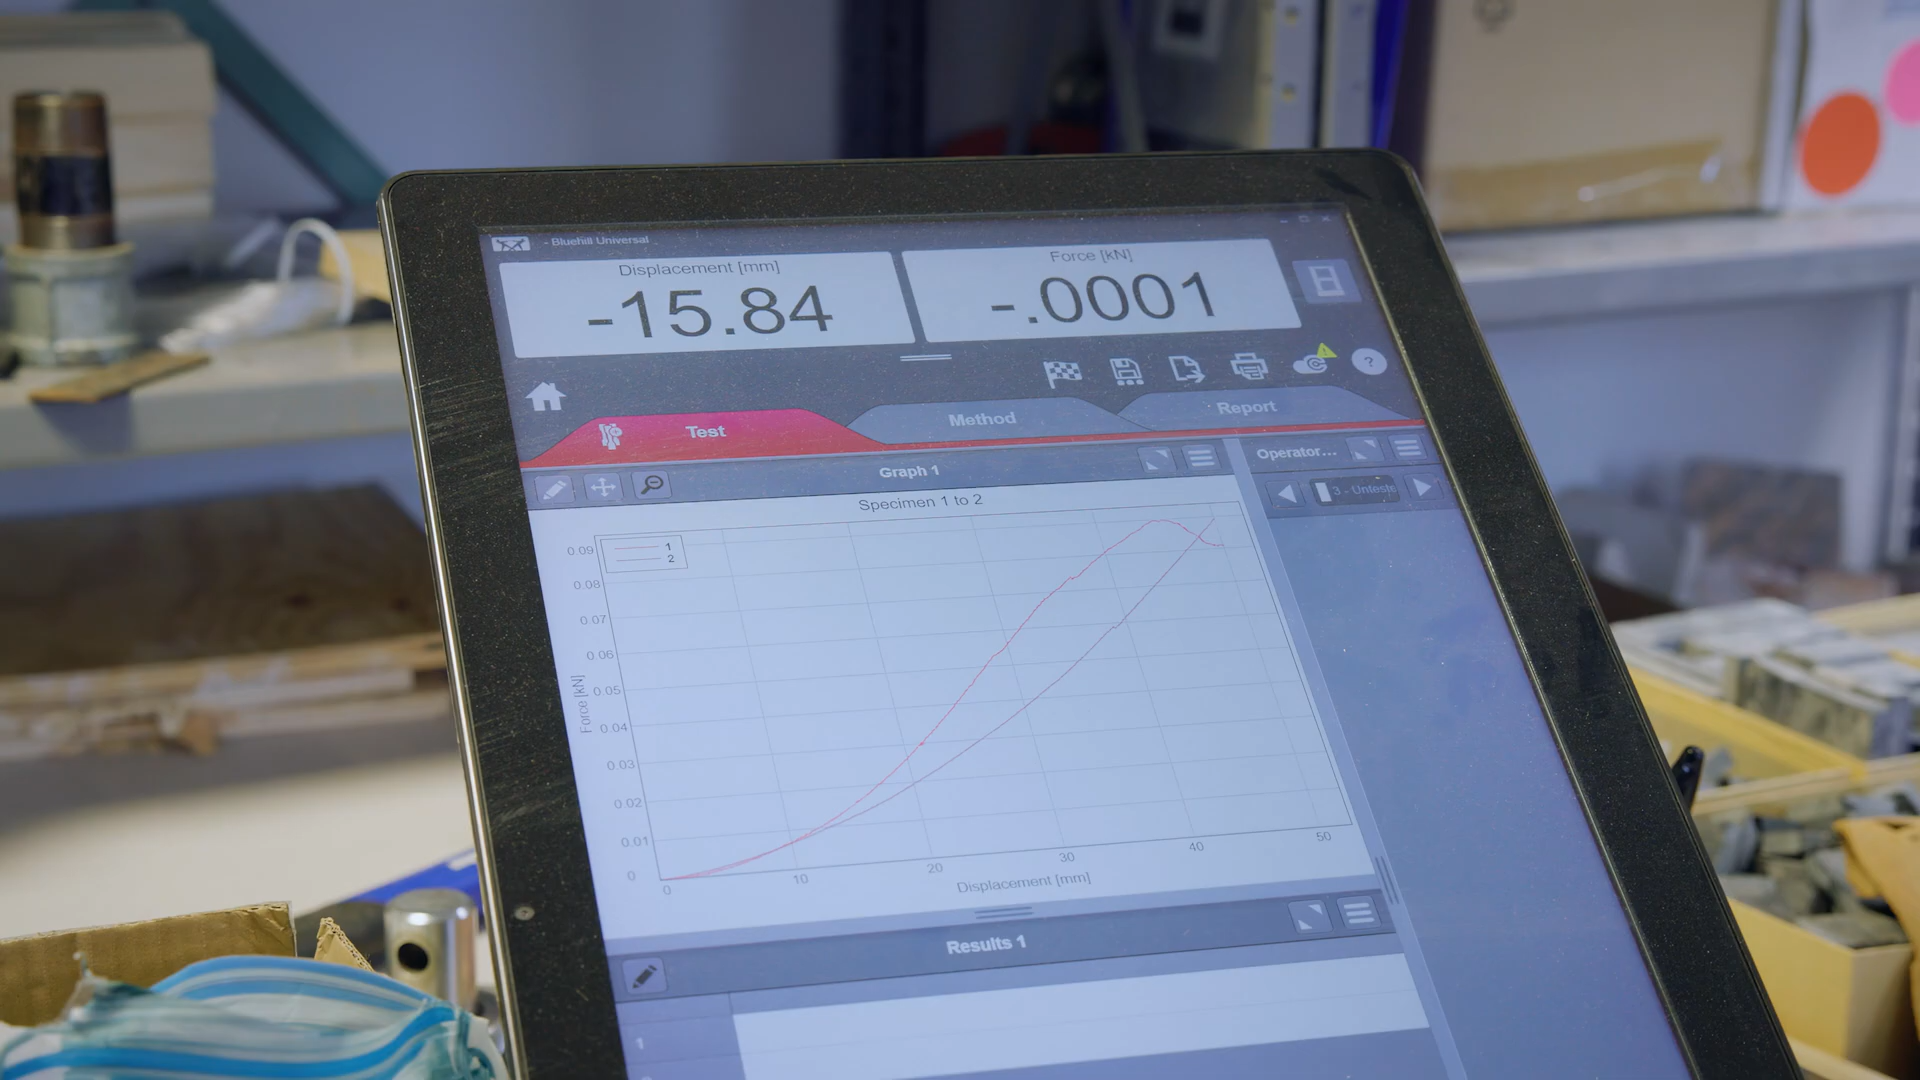 - Bluehill Universal
Displacement [mm]
-15.84
Force [kN]
-.0001
?
Test
Method
Report
Graph 1
Operator...
3 - Unteste
Specimen 1 to 2
1
2
0.09
0.08
0.07
0.06
0.05
0.04
0.03
0.02
0.01
0
Force [kN]
0
10
20
30
40
50
Displacement [mm]
Results 1
1